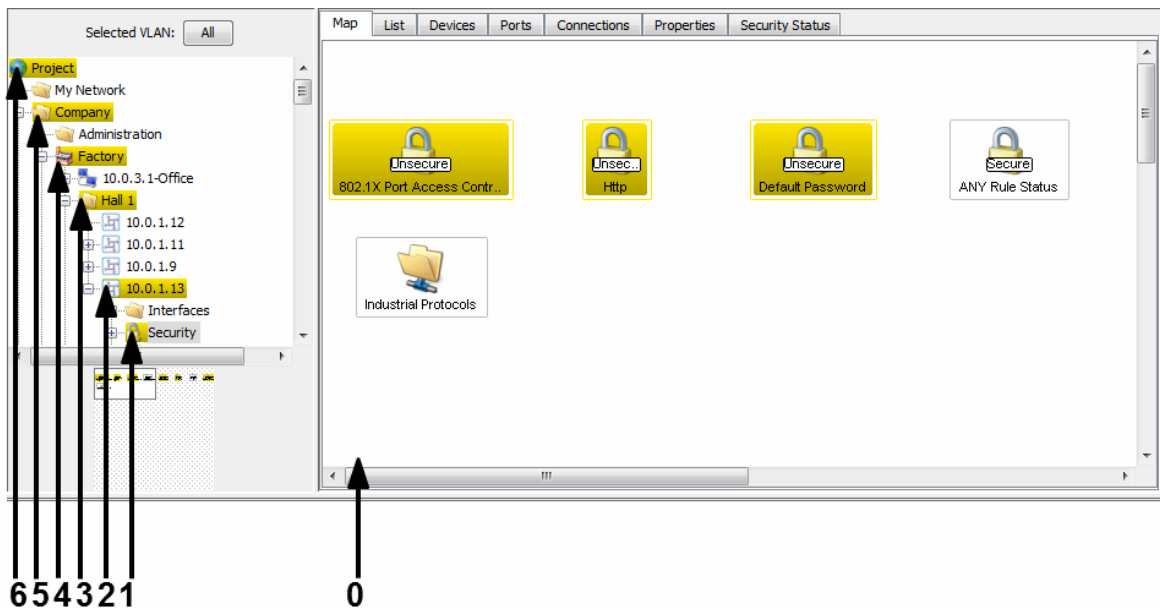 Selected VLAN: All
Project
My Network
Company
Administration
Factory
10.0.3.1-Office
Hall 1
10.0.1.12
10.0.1.11
10.0.1.9
10.0.1.13
Interfaces
Security
Map List Devices Ports Connections Properties Security Status
Unsecure Unsec... Unsecure Secure
802.1X Port Access Contr... Http Default Password ANY Rule Status
Industrial Protocols
6 5 4 3 2 1 0